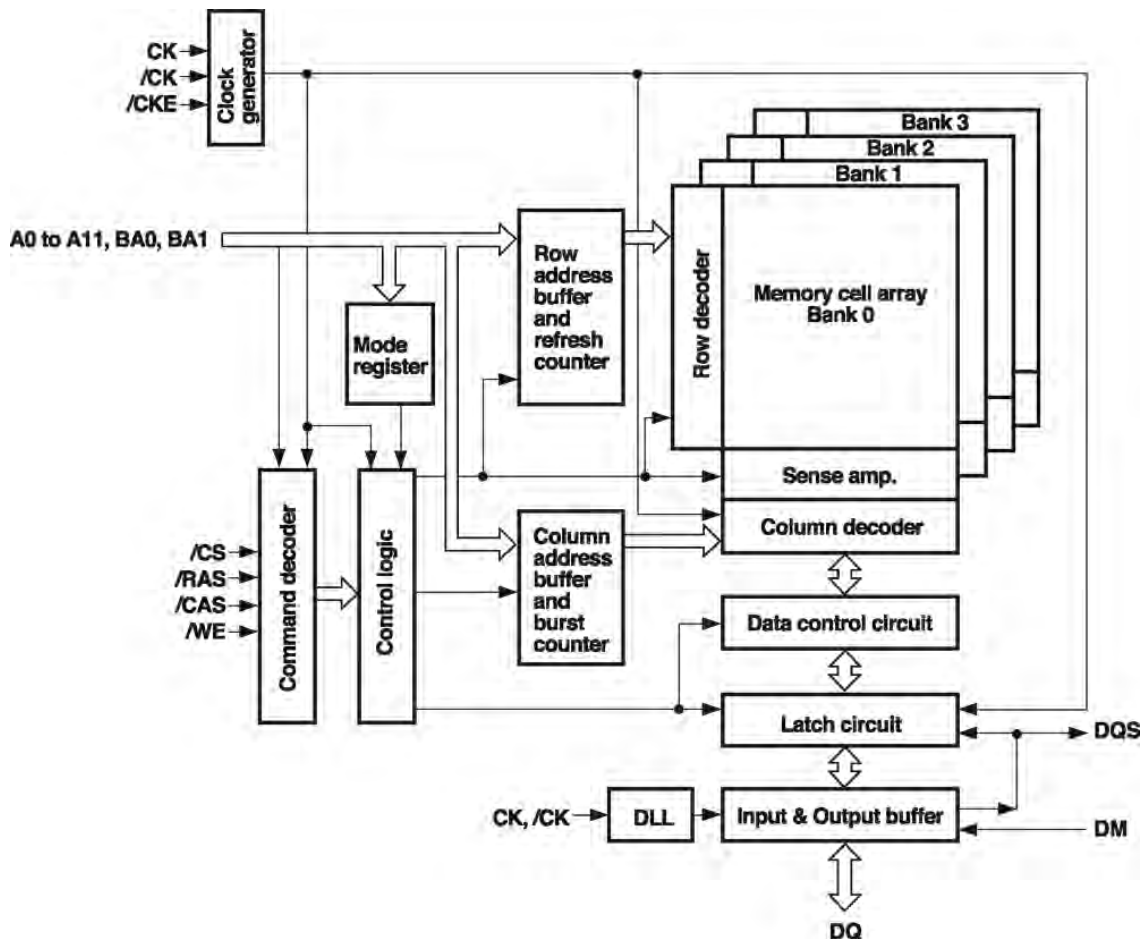 CK
/CK
/CKE
Clock
generator
Bank 3
Bank 2
Bank 1
A0 to A11, BA0, BA1
Row
address
buffer
and
refresh
counter
Row decoder
Memory cell array
Bank 0
Mode
register
Sense amp.
Column decoder
/CS
/RAS
/CAS
/WE
Command decoder
Control logic
Column
address
buffer
and
burst
counter
Data control circuit
Latch circuit
DQS
CK, /CK
DLL
Input & Output buffer
DM
DQ